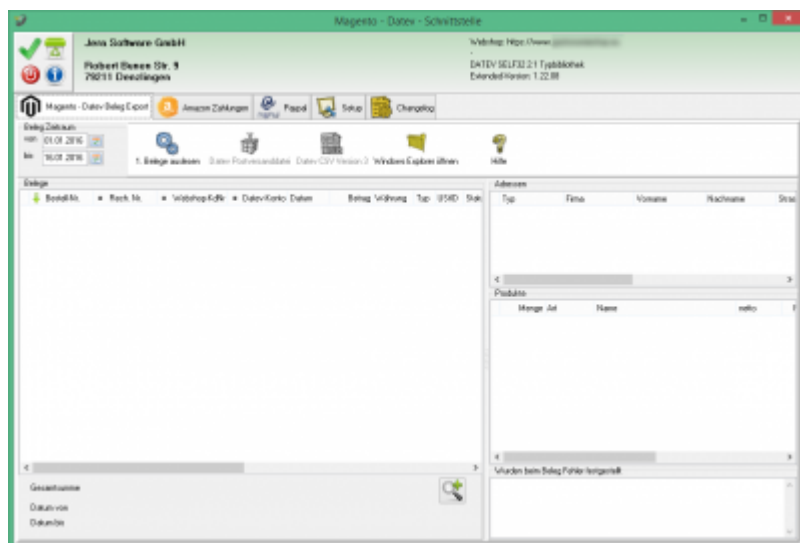 Magento - Datev - Schnittstelle
Jera Software GmbH
Robert Bunen Str. 9
79211 Denzlingen
Webshop: https://www.
DATEV SELF32 2.1 Typbibliothek
Extended-Version: 1.22.88
Magento - Datev Beleg Export
Amazon Zahlungen
Paypal
Setup
Changelog
Beleg Zeitraum
von 01.01.2016
bis 16.01.2016
1. Belege auslesen
Datev Postversanddatei
Datev CSV Version 3
Windows Explorer öffnen
Hilfe
Belege
Bestell-Nr.
Rech. Nr.
Webshop KdNr
Datev Konto
Datum
Betrag
Währung
Typ
UStID
Adressen
Typ
Firma
Vorname
Nachname
Produkte
Menge
Art
Name
netto
Wurden beim Beleg Fehler festgestellt
Gesamtsumme
Datum von
Datum bis